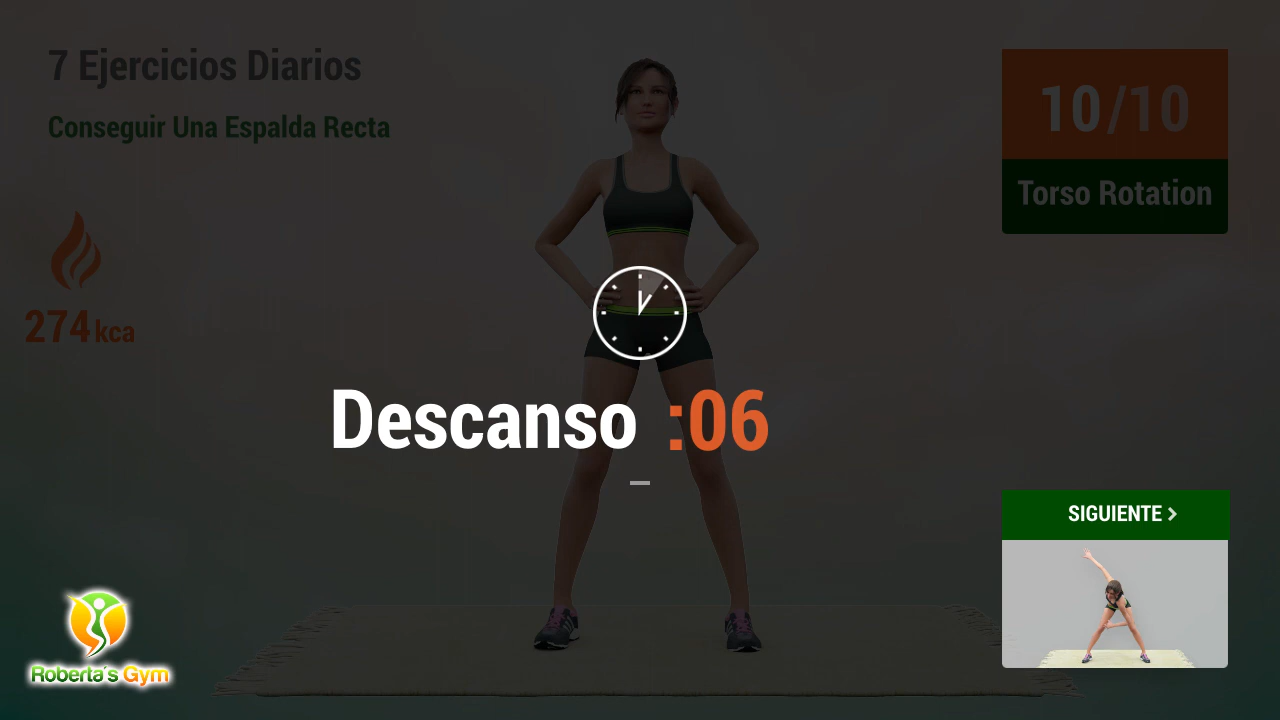 7 Ejercicios Diarios
Conseguir Una Espalda Recta
10/10
Torso Rotation
274 kca
Descanso :06
SIGUIENTE >
Roberta´s Gym